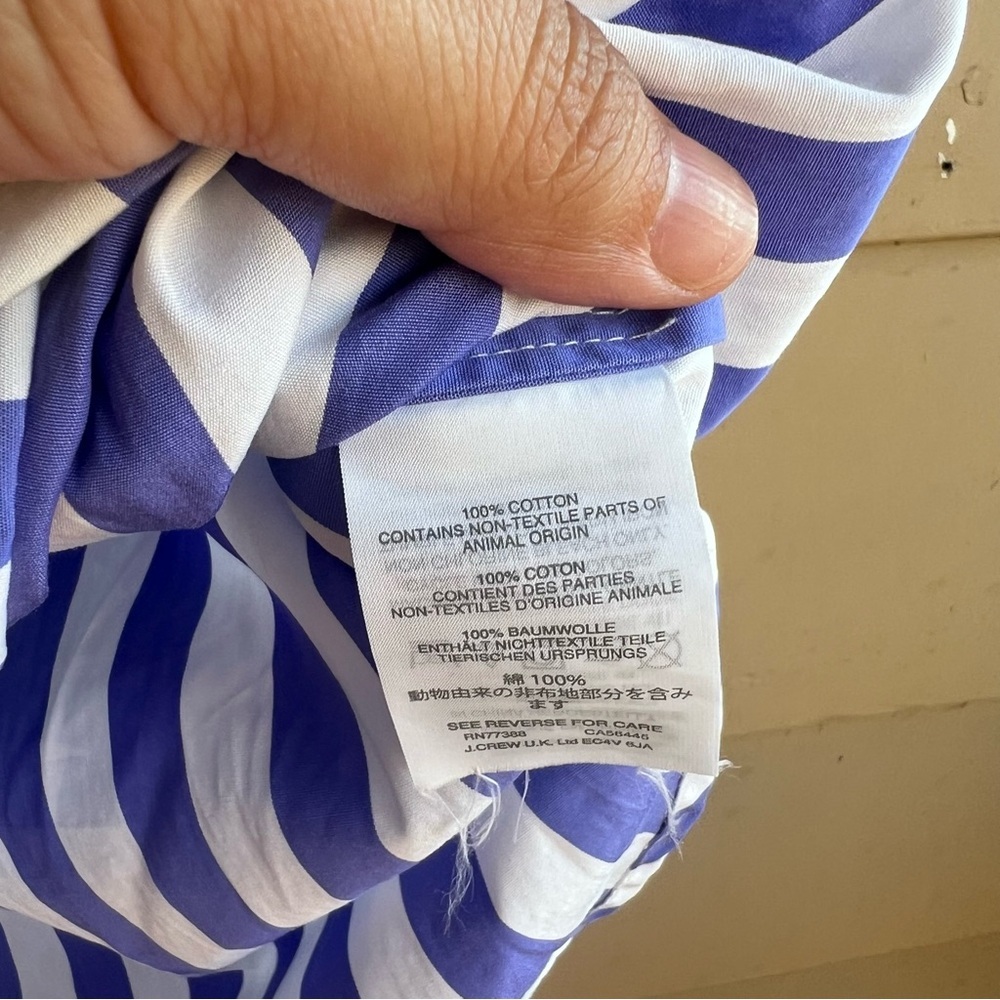 100% COTTON
CONTAINS NON-TEXTILE PARTS OF
ANIMAL ORIGIN
100% COTON
CONTIENT DES PARTIES
NON-TEXTILES D'ORIGINE ANIMALE
100% BAUMWOLLE
ENTHÄLT NICHTTEXTILE TEILE
TIERISCHEN URSPRUNGS
綿 100%
動物由来の非布地部分を含み
ます
SEE REVERSE FOR CARE
RN77388 CA56445
J.CREW U.K. Ltd EC4V 6JA